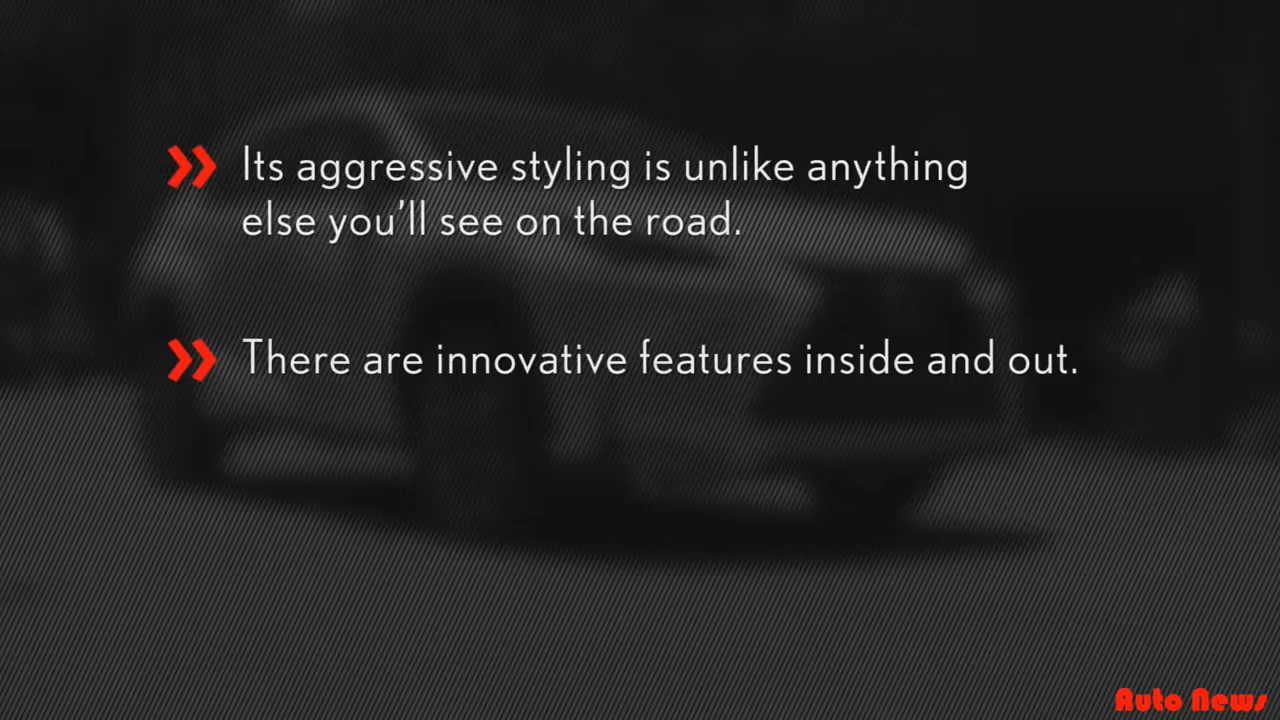 Its aggressive styling is unlike anything
else you'll see on the road.
There are innovative features inside and out.
Auto News